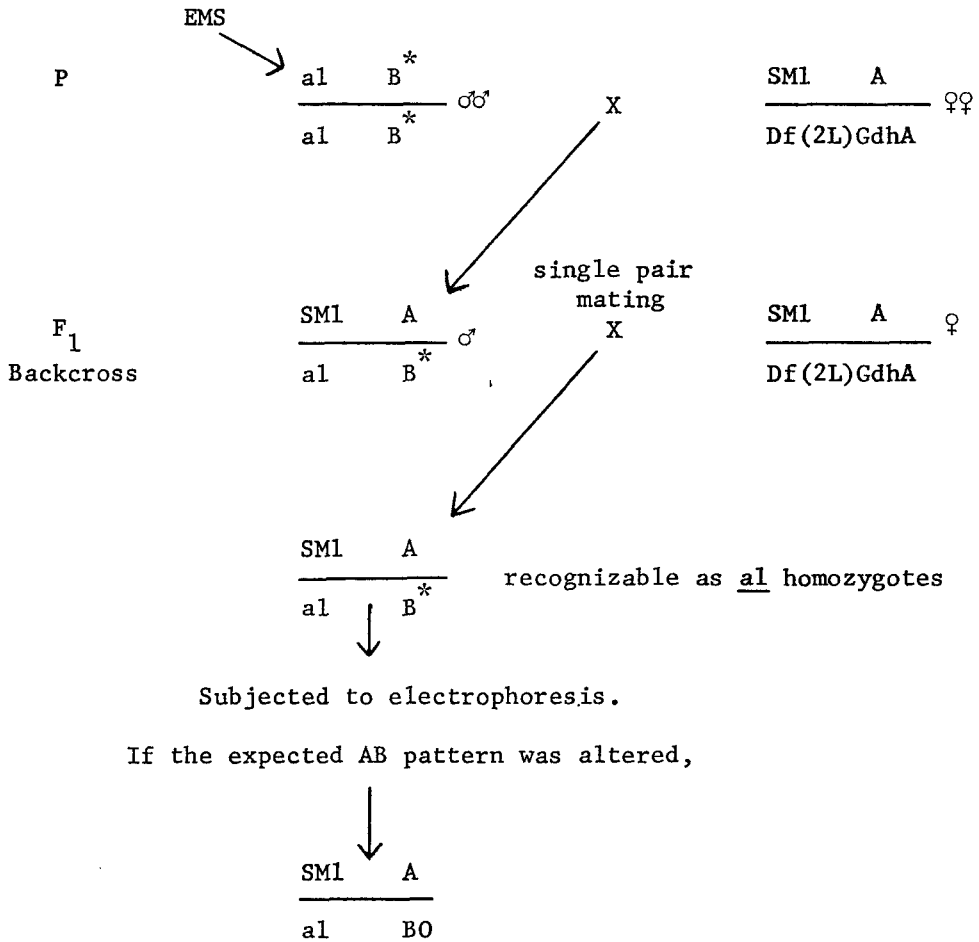 EMS
P
al B* ♂♂
al B*
X
SM1 A ♀♀
Df(2L)GdhA
F1
Backcross
SM1 A ♂
al B*
single pair
mating
X
SM1 A ♀
Df(2L)GdhA
SM1 A
al B*
recognizable as al homozygotes
Subjected to electrophoresis.
If the expected AB pattern was altered,
SM1 A
al BO